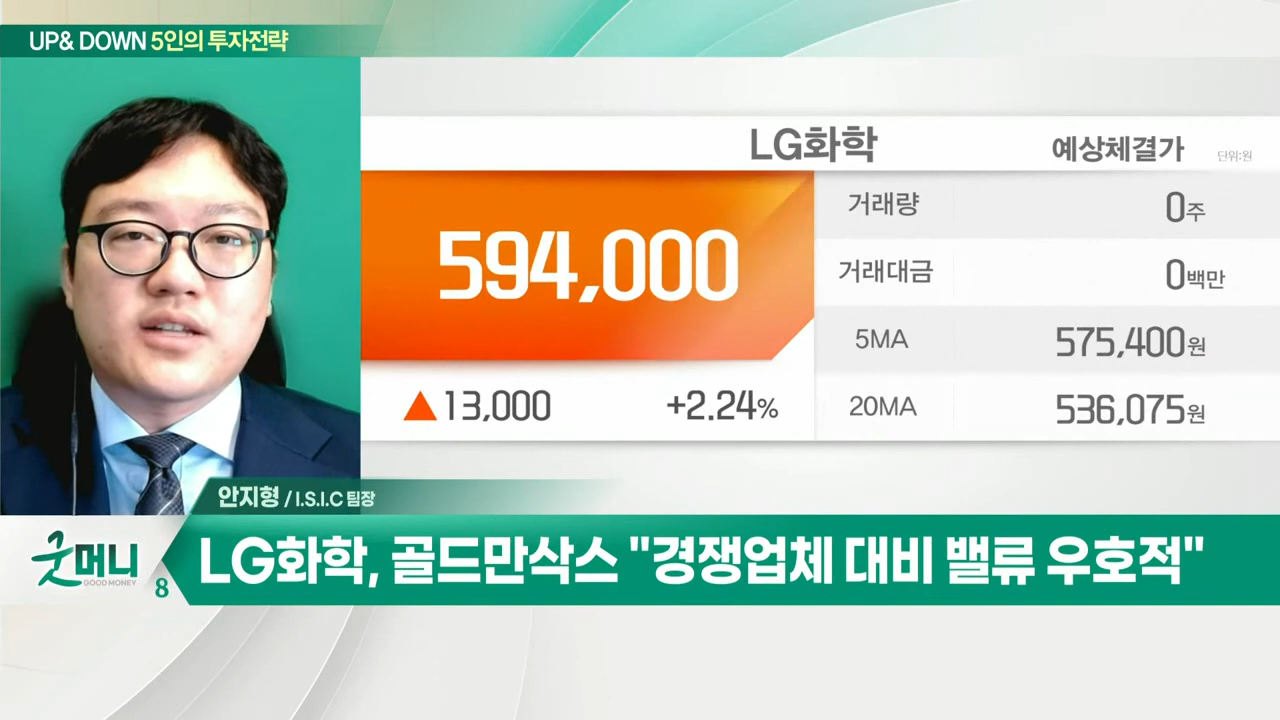 UP& DOWN 5인의 투자전략
LG화학
예상체결가
단위:원
594,000
▲13,000 +2.24%
거래량 0주
거래대금 0백만
5MA 575,400원
20MA 536,075원
안지형 / I.S.I.C 팀장
굿머니
GOOD MONEY
8
LG화학, 골드만삭스 "경쟁업체 대비 밸류 우호적"